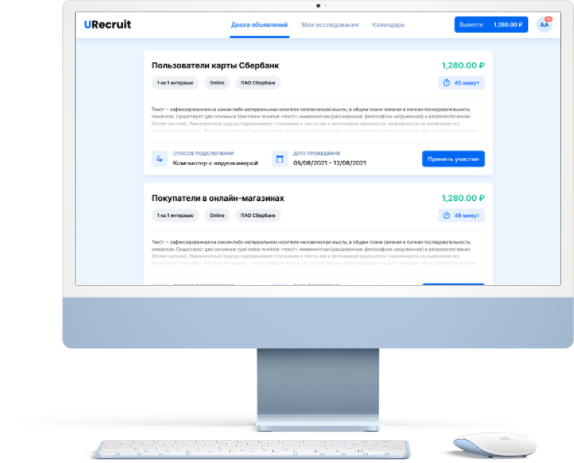 URecruit
Доска объявлений
Мои исследования
Календарь
Вывести 1,280.00 ₽
AA
Пользователи карты Сбербанк
1,280.00 ₽
1 на 1 интервью
Online
ПАО Сбербанк
45 минут
Текст — зафиксированная на каком-либо материальном носителе человеческая мысль; в общем плане связная и полная последовательность
символов. Существует две основные трактовки понятия «текст»: имманентная (расширенная, философски нагруженная) и репрезентативная
(более частная). Имманентный подход подразумевает отношение к тексту как к автономной реальности, нацеленность на выявление его
СПОСОБ ПОДКЛЮЧЕНИЯ
Компьютер с видеокамерой
ДАТА ПРОВЕДЕНИЯ
05/08/2021 - 12/08/2021
Принять участие
Покупатели в онлайн-магазинах
1,280.00 ₽
1 на 1 интервью
Online
ПАО Сбербанк
45 минут
Текст — зафиксированная на каком-либо материальном носителе человеческая мысль; в общем плане связная и полная последовательность
символов. Существует две основные трактовки понятия «текст»: имманентная (расширенная, философски нагруженная) и репрезентативная
(более частная). Имманентный подход подразумевает отношение к тексту как к автономной реальности, нацеленность на выявление его